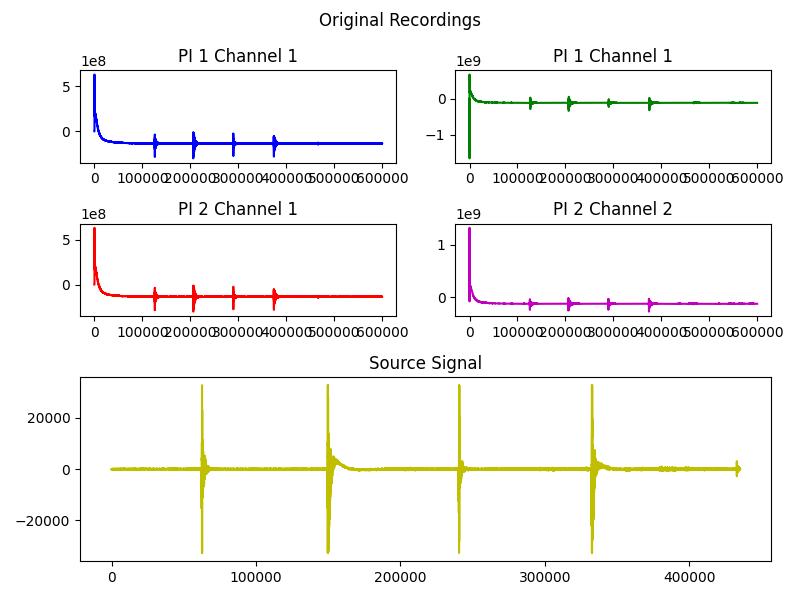 Original Recordings
PI 1 Channel 1
PI 1 Channel 1
1e8
1e9
5
0
0
−1
0 100000 200000 300000 400000 500000 600000
0 100000 200000 300000 400000 500000 600000
PI 2 Channel 1
PI 2 Channel 2
1e8
1e9
5
0
1
0
0 100000 200000 300000 400000 500000 600000
0 100000 200000 300000 400000 500000 600000
Source Signal
20000
0
−20000
0 100000 200000 300000 400000